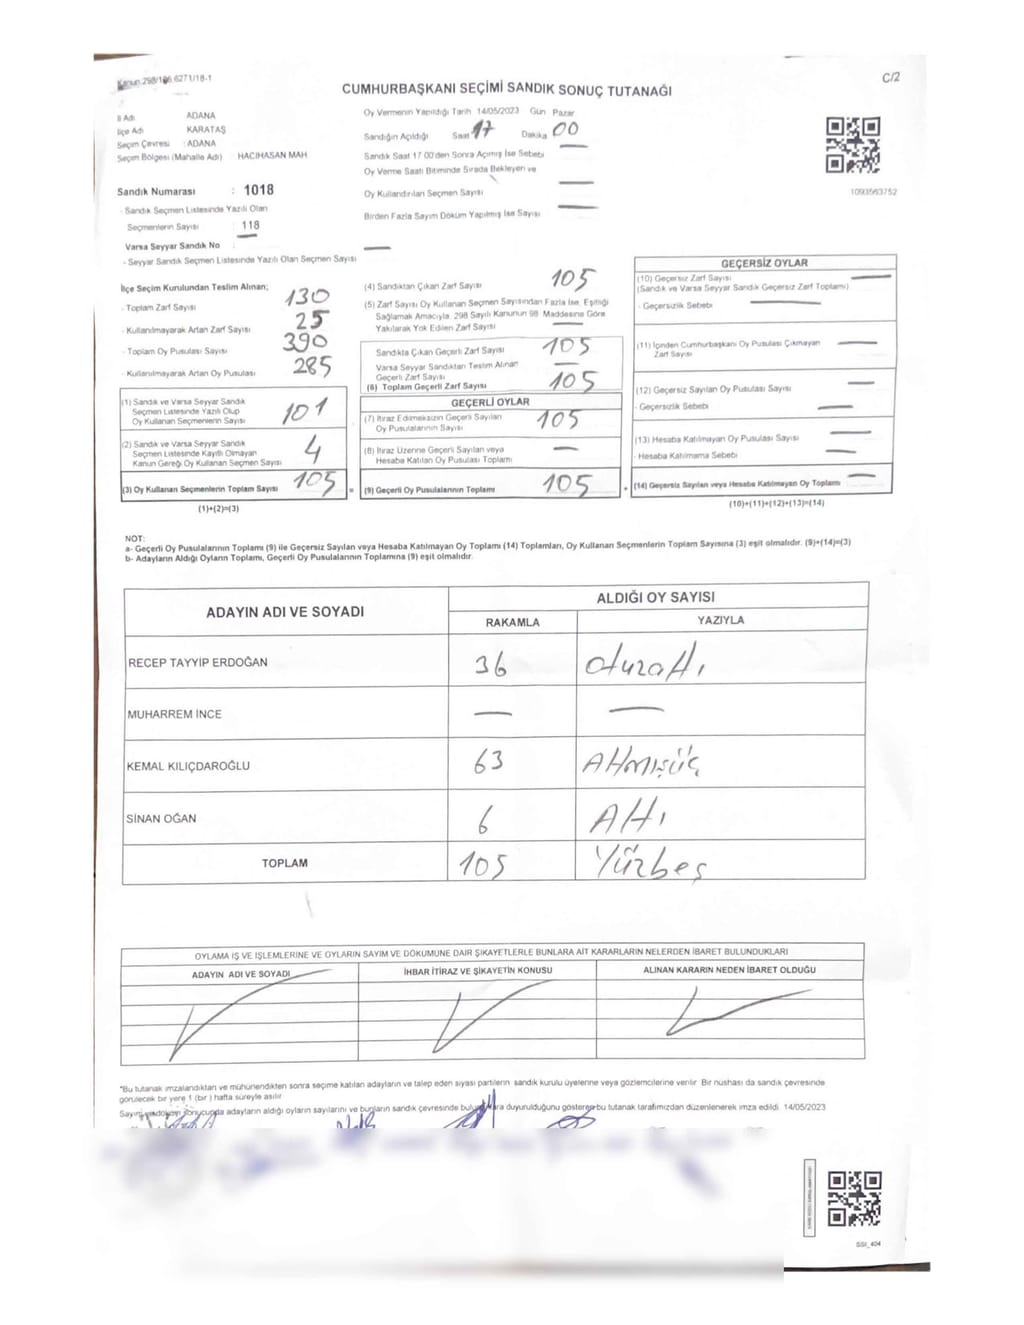 Kanun:298/106,6271/18-1
C/2
CUMHURBAŞKANI SEÇİMİ SANDIK SONUÇ TUTANAĞI
İl Adı ADANA
İlçe Adı KARATAŞ
Seçim Çevresi : ADANA
Seçim Bölgesi (Mahalle Adı) : HACIHASAN MAH
Sandık Numarası : 1018
- Sandık Seçmen Listesinde Yazılı Olan
Seçmenlerin Sayısı : 118
Varsa Seyyar Sandık No
- Seyyar Sandık Seçmen Listesinde Yazılı Olan Seçmen Sayısı —
Oy Vermenin Yapıldığı Tarih 14/05/2023 Gün Pazar
Sandığın Açıldığı Saat 17 Dakika 00
Sandık Saat 17 00'den Sonra Açılmış İse Sebebi —
Oy Verme Saati Bitiminde Sırada Bekleyen ve
Oy Kullandırılan Seçmen Sayısı —
Birden Fazla Sayım Döküm Yapılmış İse Sayısı —
1093563752
İlçe Seçim Kurulundan Teslim Alınan;
- Toplam Zarf Sayısı 130
- Kullanılmayarak Artan Zarf Sayısı 25
- Toplam Oy Pusulası Sayısı 390
- Kullanılmayarak Artan Oy Pusulası 285
(1) Sandık ve Varsa Seyyar Sandık
Seçmen Listesinde Yazılı Olup
Oy Kullanan Seçmenlerin Sayısı 101
(2) Sandık ve Varsa Seyyar Sandık
Seçmen Listesinde Kayıtlı Olmayan
Kanun Gereği Oy Kullanan Seçmen Sayısı 4
(3) Oy Kullanan Seçmenlerin Toplam Sayısı 105 =
(1)+(2)=(3)
(4) Sandıktan Çıkan Zarf Sayısı 105
(5) Zarf Sayısı Oy Kullanan Seçmen Sayısından Fazla İse, Eşitliği
Sağlamak Amacıyla, 298 Sayılı Kanunun 98 Maddesine Göre
Yakılarak Yok Edilen Zarf Sayısı —
Sandıkta Çıkan Geçerli Zarf Sayısı 105
Varsa Seyyar Sandıktan Teslim Alınan
Geçerli Zarf Sayısı —
(6) Toplam Geçerli Zarf Sayısı 105
GEÇERLİ OYLAR
(7) İtiraz Edilmeksizin Geçerli Sayılan
Oy Pusulalarının Sayısı 105
(8) İtiraz Üzerine Geçerli Sayılan veya
Hesaba Katılan Oy Pusulası Toplamı —
(9) Geçerli Oy Pusulalarının Toplamı 105 +
GEÇERSİZ OYLAR
(10) Geçersiz Zarf Sayısı
(Sandık ve Varsa Seyyar Sandık Geçersiz Zarf Toplamı)
- Geçersizlik Sebebi —
(11) İçinden Cumhurbaşkanı Oy Pusulası Çıkmayan
Zarf Sayısı —
(12) Geçersiz Sayılan Oy Pusulası Sayısı —
- Geçersizlik Sebebi —
(13) Hesaba Katılmayan Oy Pusulası Sayısı —
- Hesaba Katılmama Sebebi —
(14) Geçersiz Sayılan veya Hesaba Katılmayan Oy Toplamı —
(10)+(11)+(12)+(13)=(14)
NOT:
a- Geçerli Oy Pusulalarının Toplamı (9) ile Geçersiz Sayılan veya Hesaba Katılmayan Oy Toplamı (14) Toplamları, Oy Kullanan Seçmenlerin Toplam Sayısına (3) eşit olmalıdır. (9)+(14)=(3)
b- Adayların Aldığı Oyların Toplamı, Geçerli Oy Pusulalarının Toplamına (9) eşit olmalıdır.
ADAYIN ADI VE SOYADI
ALDIĞI OY SAYISI
RAKAMLA YAZIYLA
RECEP TAYYİP ERDOĞAN 36 otuzaltı
MUHARREM İNCE — —
KEMAL KILIÇDAROĞLU 63 Altmışüç
SİNAN OĞAN 6 Altı
TOPLAM 105 Yüzbeş
OYLAMA İŞ VE İŞLEMLERİNE VE OYLARIN SAYIM VE DÖKÜMÜNE DAİR ŞİKAYETLERLE BUNLARA AİT KARARLARIN NELERDEN İBARET BULUNDUKLARI
ADAYIN ADI VE SOYADI İHBAR İTİRAZ VE ŞİKAYETİN KONUSU ALINAN KARARIN NEDEN İBARET OLDUĞU
*Bu tutanak imzalandıktan ve mühürlendikten sonra seçime katılan adayların ve talep eden siyasi partilerin sandık kurulu üyelerine veya gözlemcilerine verilir. Bir nüshası da sandık çevresinde
görülecek bir yere 1 (bir ) hafta süreyle asılır
Sayım ve döküm sonucunda adayların aldığı oyların sayılarını ve bunların sandık çevresinde bulunanlara duyurulduğunu gösteren bu tutanak tarafımızdan düzenlenerek imza edildi. 14/05/2023
SSI_404